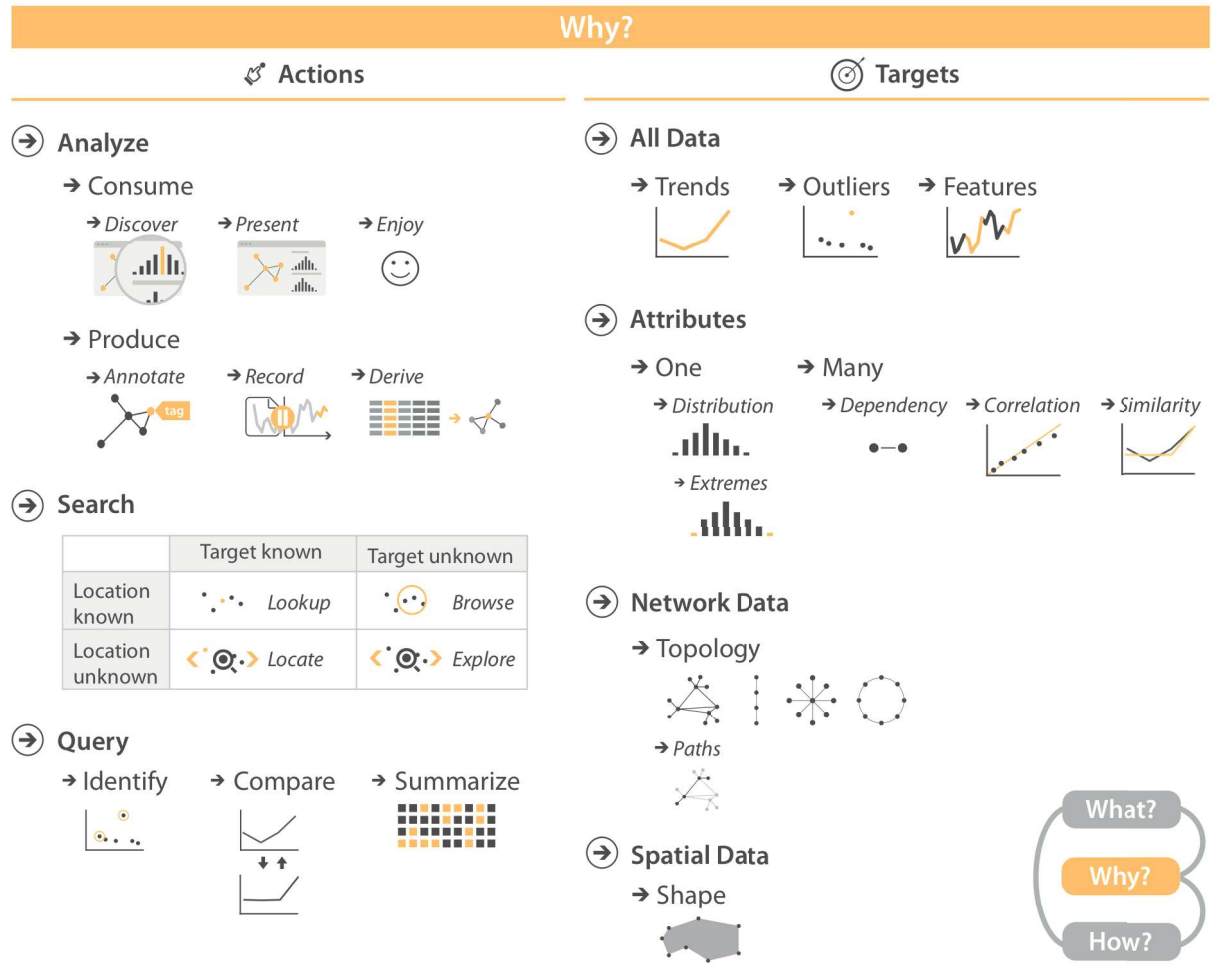 Why?
Actions
Analyze
Consume
Discover
Present
Enjoy
Produce
Annotate
Record
Derive
tag
Search
Target known
Target unknown
Location
known
Lookup
Browse
Location
unknown
Locate
Explore
Query
Identify
Compare
Summarize
Targets
All Data
Trends
Outliers
Features
Attributes
One
Many
Distribution
Dependency
Correlation
Similarity
Extremes
Network Data
Topology
Paths
Spatial Data
Shape
What?
Why?
How?